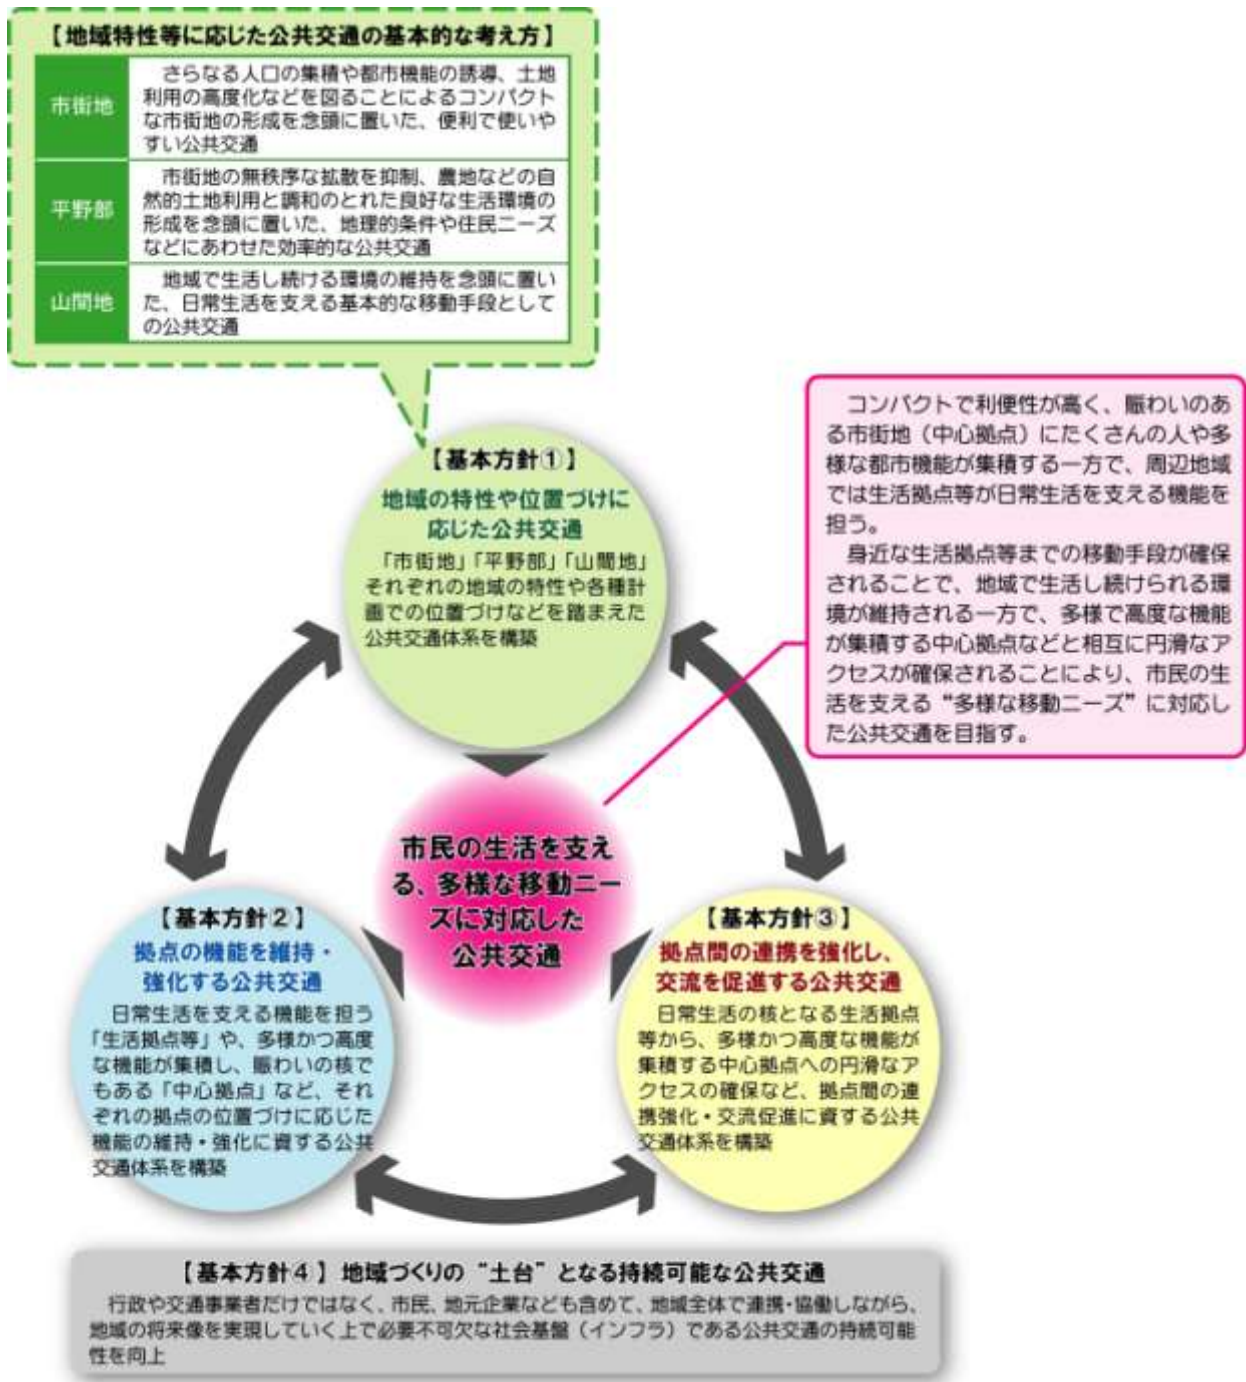 【地域特性等に応じた公共交通の基本的な考え方】
市街地
さらなる人口の集積や都市機能の誘導、土地
利用の高度化などを図ることによるコンパクト
な市街地の形成を念頭に置いた、便利で使いや
すい公共交通
平野部
市街地の無秩序な拡散を抑制、農地などの自
然的土地利用と調和のとれた良好な生活環境の
形成を念頭に置いた、地理的条件や住民ニーズ
などにあわせた効率的な公共交通
山間地
地域で生活し続ける環境の維持を念頭に置い
た、日常生活を支える基本的な移動手段として
の公共交通
コンパクトで利便性が高く、賑わいのあ
る市街地（中心拠点）にたくさんの人や多
様な都市機能が集積する一方で、周辺地域
では生活拠点等が日常生活を支える機能を
担う。
身近な生活拠点等までの移動手段が確保
されることで、地域で生活し続けられる環
境が維持される一方で、多様で高度な機能
が集積する中心拠点などと相互に円滑なア
クセスが確保されることにより、市民の生
活を支える“多様な移動ニーズ”に対応し
た公共交通を目指す。
【基本方針①】
地域の特性や位置づけに
応じた公共交通
「市街地」「平野部」「山間地」
それぞれの地域の特性や各種計
画での位置づけなどを踏まえた
公共交通体系を構築
市民の生活を支え
る、多様な移動ニー
ズに対応した
公共交通
【基本方針②】
拠点の機能を維持・
強化する公共交通
日常生活を支える機能を担う
「生活拠点等」や、多様かつ高度
な機能が集積し、賑わいの核で
もある「中心拠点」など、それ
ぞれの拠点の位置づけに応じた
機能の維持・強化に資する公共
交通体系を構築
【基本方針③】
拠点間の連携を強化し、
交流を促進する公共交通
日常生活の核となる生活拠点
等から、多様かつ高度な機能が
集積する中心拠点への円滑なア
クセスの確保など、拠点間の連
携強化・交流促進に資する公共
交通体系を構築
【基本方針４】地域づくりの“土台”となる持続可能な公共交通
行政や交通事業者だけではなく、市民、地元企業なども含めて、地域全体で連携・協働しながら、
地域の将来像を実現していく上で必要不可欠な社会基盤（インフラ）である公共交通の持続可能
性を向上